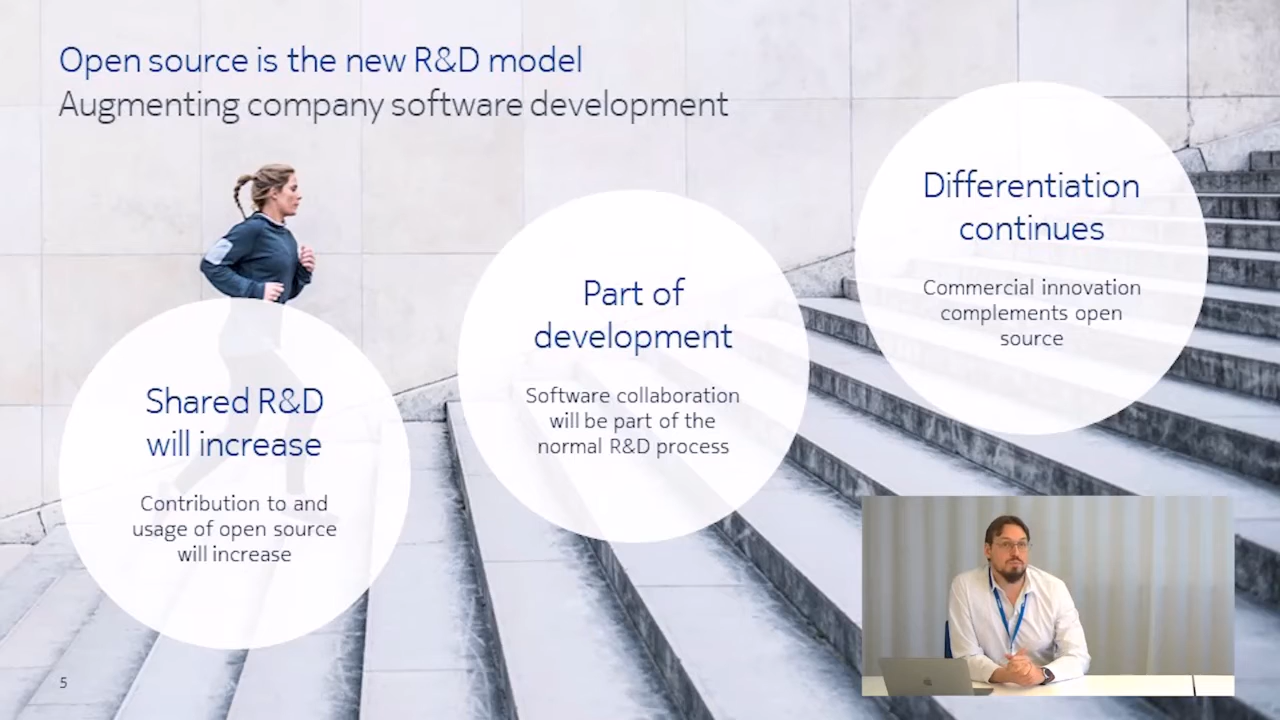 Open source is the new R&D model
Augmenting company software development
Shared R&D
will increase
Contribution to and
usage of open source
will increase
Part of
development
Software collaboration
will be part of the
normal R&D process
Differentiation
continues
Commercial innovation
complements open
source
5